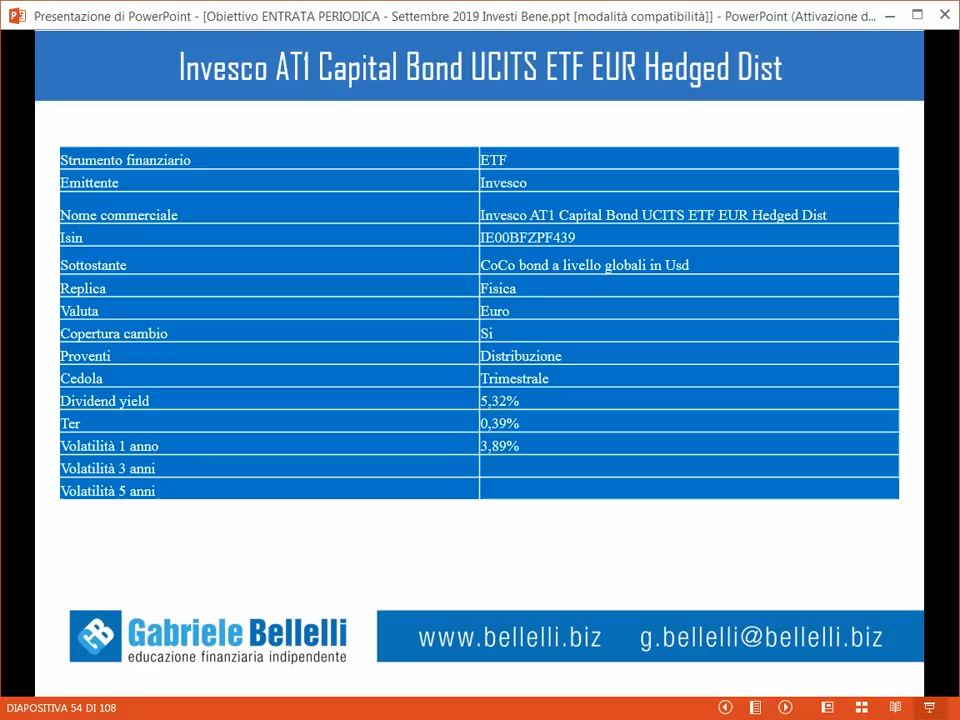 Presentazione di PowerPoint - [Obiettivo ENTRATA PERIODICA - Settembre 2019 Investi Bene.ppt [modalità compatibilità]] - PowerPoint (Attivazione d...
Invesco AT1 Capital Bond UCITS ETF EUR Hedged Dist
Strumento finanziario ETF
Emittente Invesco
Nome commerciale Invesco AT1 Capital Bond UCITS ETF EUR Hedged Dist
Isin IE00BFZPF439
Sottostante CoCo bond a livello globali in Usd
Replica Fisica
Valuta Euro
Copertura cambio Si
Proventi Distribuzione
Cedola Trimestrale
Dividend yield 5,32%
Ter 0,39%
Volatilità 1 anno 3,89%
Volatilità 3 anni
Volatilità 5 anni
Gabriele Bellelli
educazione finanziaria indipendente
www.bellelli.biz g.bellelli@bellelli.biz
DIAPOSITIVA 54 DI 108